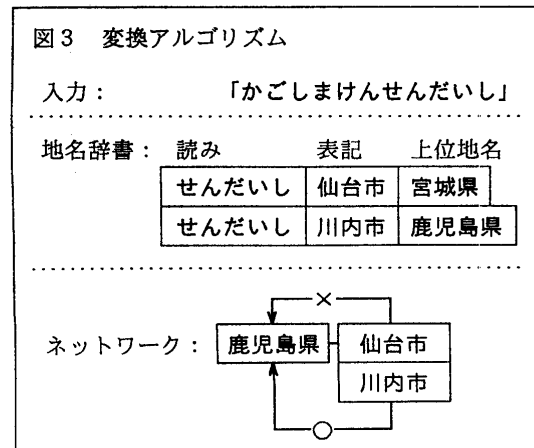 図3 変換アルゴリズム
入力： 「かごしまけんせんだいし」
地名辞書： 読み 表記 上位地名
せんだいし 仙台市 宮城県
せんだいし 川内市 鹿児島県
×
ネットワーク： 鹿児島県 仙台市
川内市
○